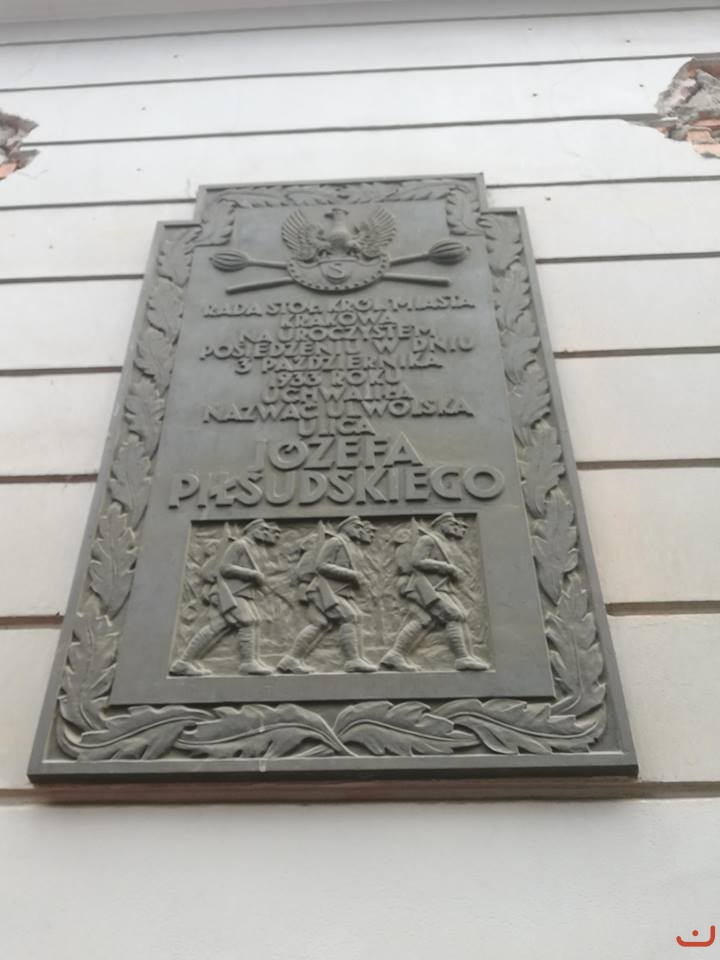 S
RADA STOŁ. KRÓL. MIASTA
KRAKOWA
NA UROCZYSTEM
POSIEDZENIU W DNIU
3 PAŹDZIERNIKA
1933 ROKU
UCHWALIŁA
NAZWAĆ UL. WOLSKĄ
ULICĄ
JÓZEFA
PIŁSUDSKIEGO